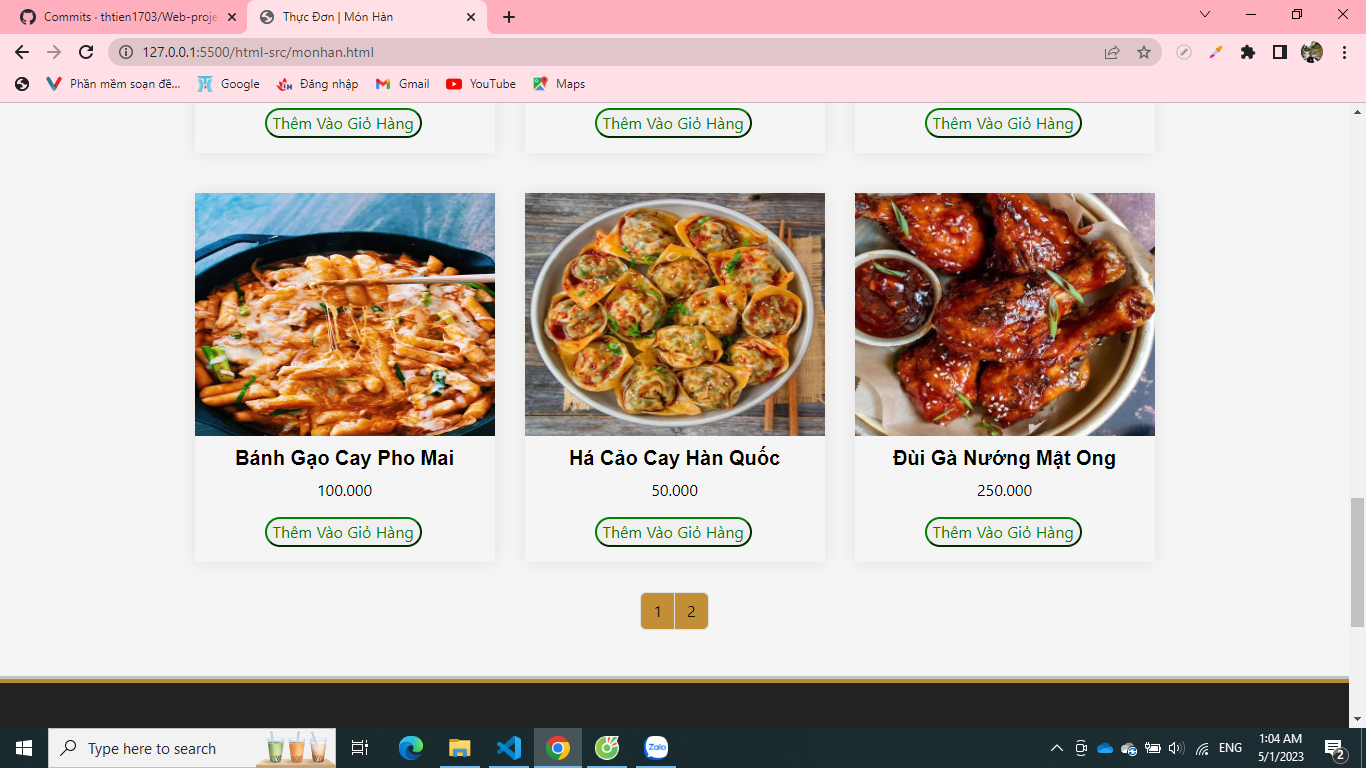 Commits · thtien1703/Web-proje
Thực Đơn | Món Hàn
127.0.0.1:5500/html-src/monhan.html
Phần mềm soạn đề...
Google
Đăng nhập
Gmail
YouTube
Maps
Thêm Vào Giỏ Hàng
Thêm Vào Giỏ Hàng
Thêm Vào Giỏ Hàng
Bánh Gạo Cay Pho Mai
Há Cảo Cay Hàn Quốc
Đùi Gà Nướng Mật Ong
100.000
50.000
250.000
Thêm Vào Giỏ Hàng
Thêm Vào Giỏ Hàng
Thêm Vào Giỏ Hàng
1 2
Type here to search
Zalo
ENG
1:04 AM
5/1/2023
2